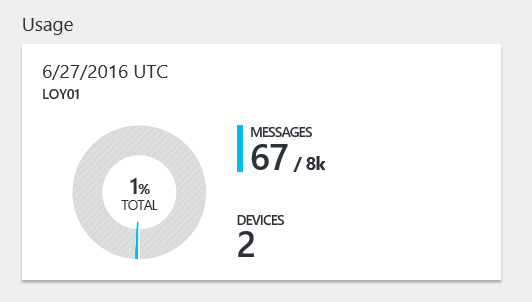 Usage
6/27/2016 UTC
LOY01
1%
TOTAL
MESSAGES
67 / 8k
DEVICES
2